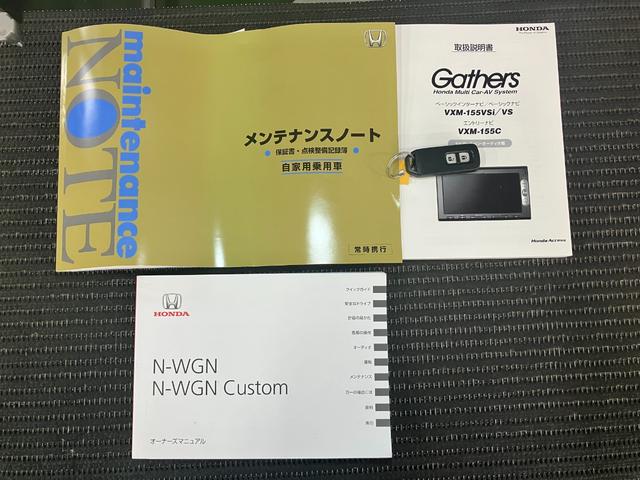 maintenance
NOTE
メンテナンスノート
保証書・点検整備記録簿
自家用乗用車
常時携行
HONDA
取扱説明書
Gathers
Honda Multi Car-AV System
ベーシックインターナビ/ベーシックナビ
VXM-155VSi/VS
エントリーナビ
VXM-155C
Honda Access
HONDA
N-WGN
N-WGN Custom
オーナーズマニュアル
クイックガイド
安全なドライブ
計器の見かた
各部の操作
オーディオ
運転
メンテナンス
万一の場合には
資料
索引